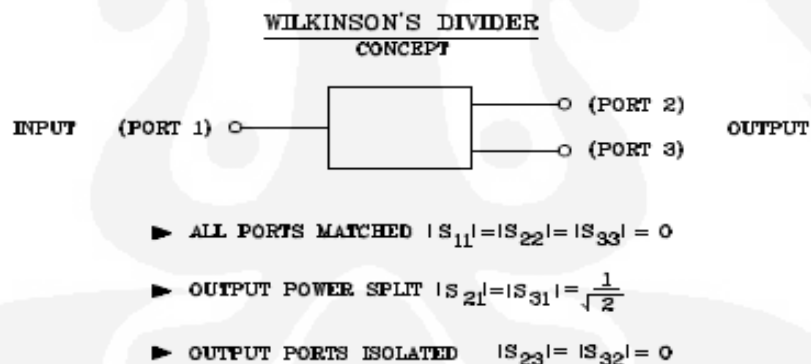 WILKINSON'S DIVIDER
CONCEPT
INPUT (PORT 1) (PORT 2) OUTPUT
(PORT 3)
► ALL PORTS MATCHED |S11|=|S22|=|S33| = 0
► OUTPUT POWER SPLIT |S21|=|S31|= 1/√2
► OUTPUT PORTS ISOLATED |S23|= |S32|= 0